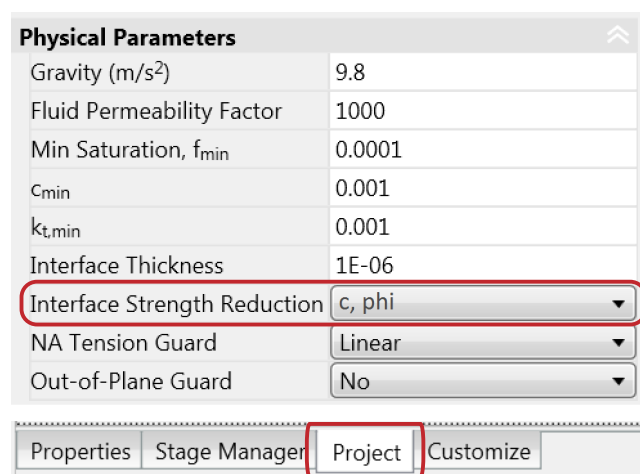 Physical Parameters
Gravity (m/s²) 9.8
Fluid Permeability Factor 1000
Min Saturation, fmin 0.0001
cmin 0.001
kt,min 0.001
Interface Thickness 1E-06
Interface Strength Reduction c, phi
NA Tension Guard Linear
Out-of-Plane Guard No
Properties Stage Manager Project Customize